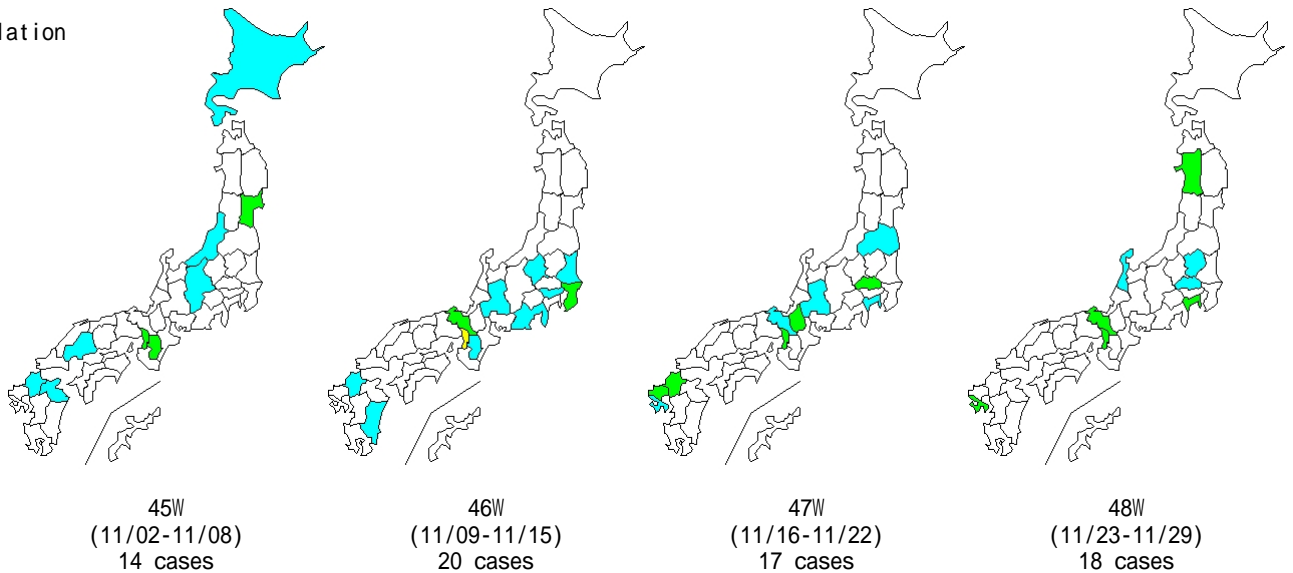 45W
(11/02-11/08)
14 cases
46W
(11/09-11/15)
20 cases
47W
(11/16-11/22)
17 cases
48W
(11/23-11/29)
18 cases